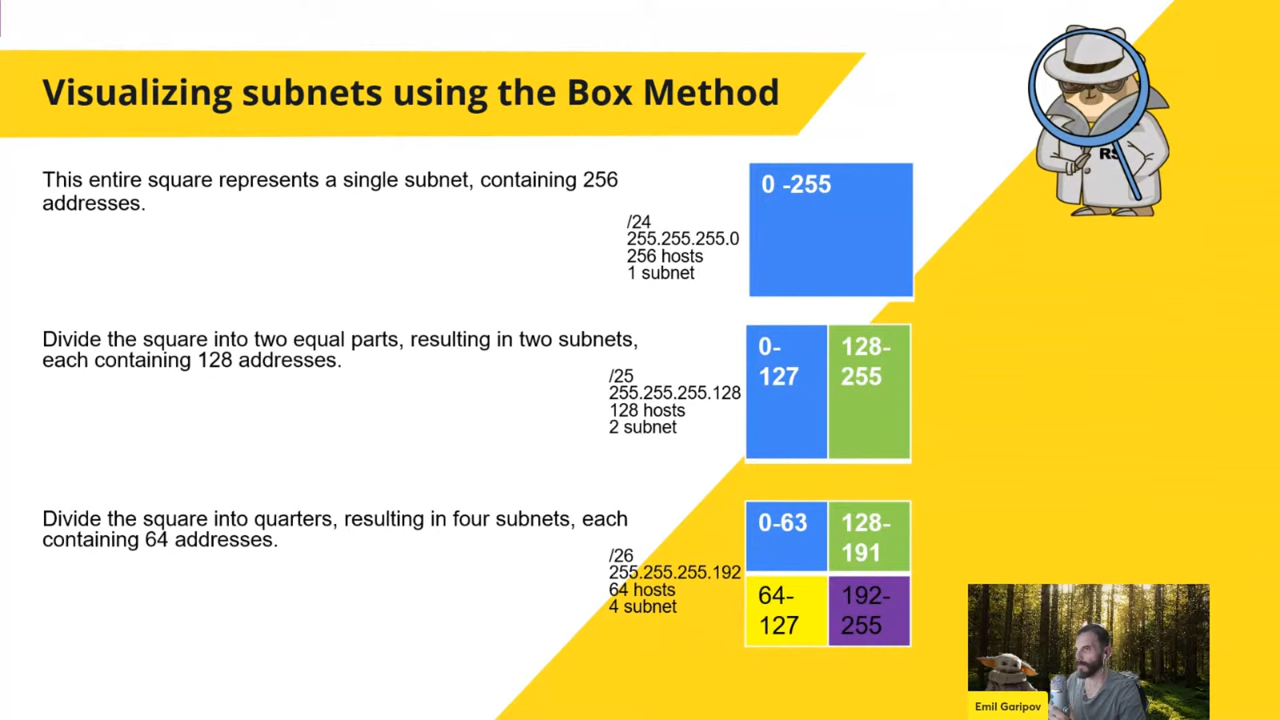 Visualizing subnets using the Box Method
RS
This entire square represents a single subnet, containing 256
addresses.
/24
255.255.255.0
256 hosts
1 subnet
0 -255
Divide the square into two equal parts, resulting in two subnets,
each containing 128 addresses.
/25
255.255.255.128
128 hosts
2 subnet
0-
127
128-
255
Divide the square into quarters, resulting in four subnets, each
containing 64 addresses.
/26
255.255.255.192
64 hosts
4 subnet
0-63
128-
191
64-
127
192-
255
Emil Garipov